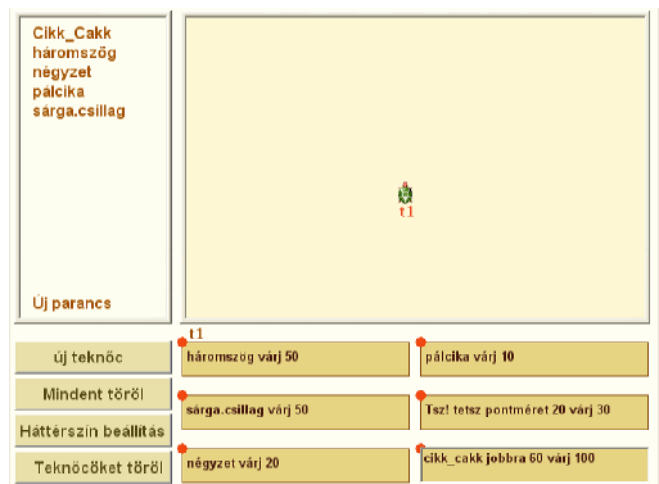 Cikk_Cakk
háromszög
négyzet
pálcika
sárga.csillag
Új parancs
t1
t1
új teknőc
Mindent töröl
Háttérszín beállítás
Teknőcöket töröl
háromszög várj 50
pálcika várj 10
sárga.csillag várj 50
Tsz! tetsz pontméret 20 várj 30
négyzet várj 20
cikk_cakk jobbra 60 várj 100